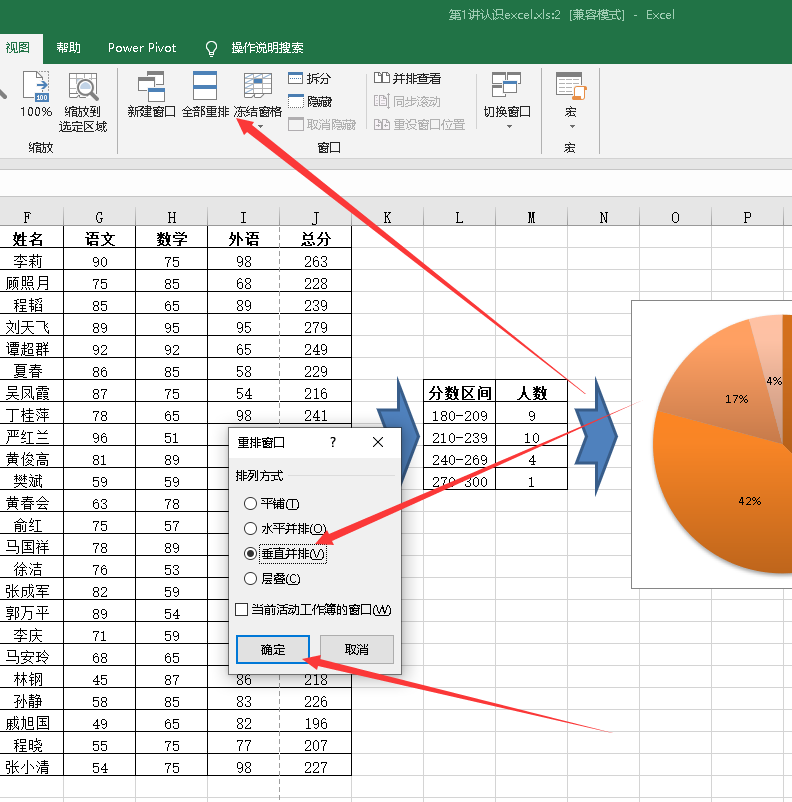 第1讲认识excel.xls:2 [兼容模式] - Excel
视图 帮助 Power Pivot 操作说明搜索
100% 缩放到选定区域 新建窗口 全部重排 冻结窗格 拆分 隐藏 取消隐藏 并排查看 同步滚动 重设窗口位置 切换窗口 宏
缩放 窗口 宏
F G H I J K L M N O P
姓名 语文 数学 外语 总分
李莉 90 75 98 263
顾照月 75 85 68 228
程韬 85 65 89 239
刘天飞 89 95 95 279
谭超群 92 92 65 249
夏春 86 85 58 229
吴凤霞 87 75 54 216
丁桂萍 78 65 98 241
严红兰 96 51
黄俊高 81 89
樊斌 59 59
黄春会 63 78
俞红 75 57
马国祥 78 89
徐洁 76 53
张成军 82 59
郭万平 89 54
李庆 71 59
马安玲 68 65
林钢 45 87 86 218
孙静 58 85 83 226
戚旭国 49 65 82 196
程晓 55 75 77 207
张小清 54 75 98 227
分数区间 人数
180-209 9
210-239 10
240-269 4
270-300 1
4%
17%
42%
重排窗口 ?
排列方式
平铺(T)
水平并排(O)
垂直并排(V)
层叠(C)
当前活动工作簿的窗口(W)
确定 取消